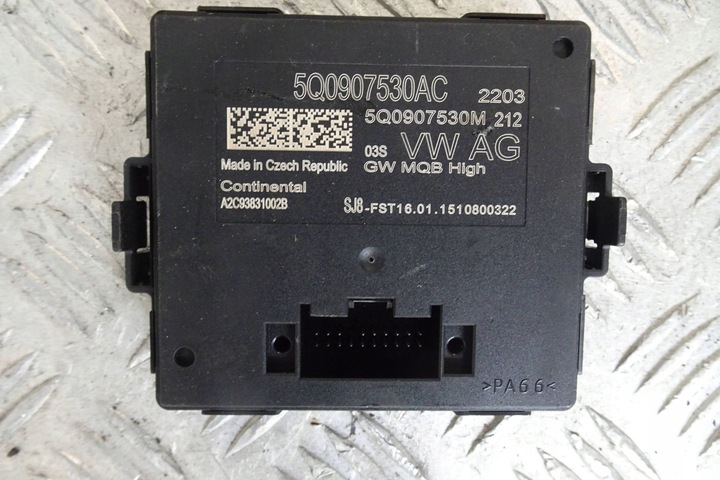 5Q0907530AC 2203
5Q0907530M 212
03S VW AG
Made in Czech Republic GW MQB High
Continental
A2C93831002B SJ8-FST16.01.1510800322
>PA66<